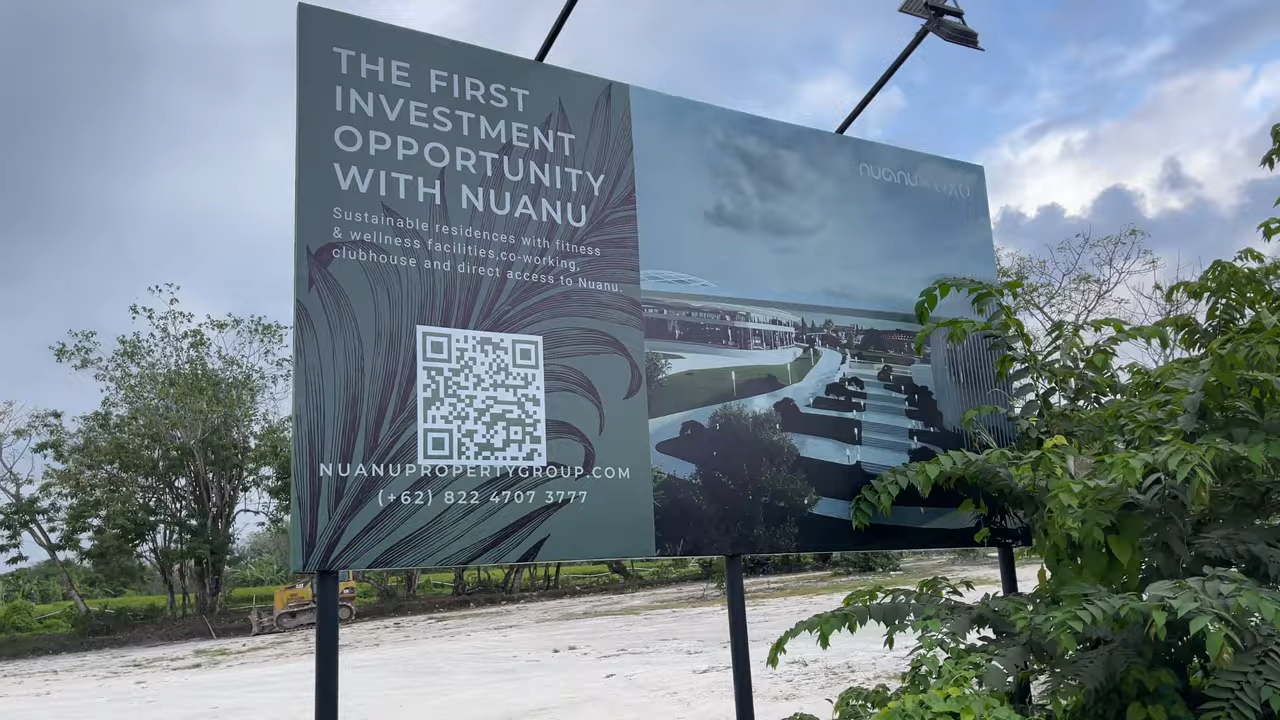 THE FIRST
INVESTMENT
OPPORTUNITY
WITH NUANU
Sustainable residences with fitness
& wellness facilities,co-working,
clubhouse and direct access to Nuanu.
NUANUPROPERTYGROUP.COM
(+62) 822 4707 3777
nuanu